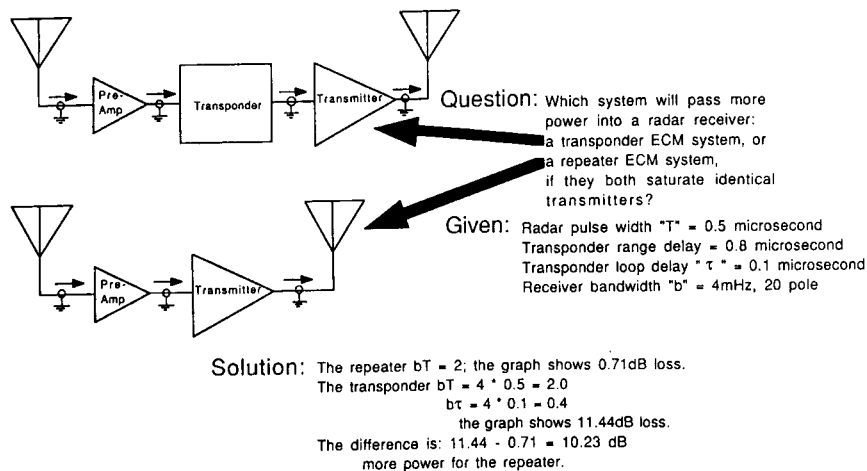 Pre-
Amp
Transponder
Transmitter
Question: Which system will pass more
power into a radar receiver:
a transponder ECM system, or
a repeater ECM system,
if they both saturate identical
transmitters?
Given: Radar pulse width "T" = 0.5 microsecond
Transponder range delay = 0.8 microsecond
Transponder loop delay " τ " = 0.1 microsecond
Receiver bandwidth "b" = 4mHz, 20 pole
Pre-
Amp
Transmitter
Solution: The repeater bT = 2; the graph shows 0.71dB loss.
The transponder bT = 4 * 0.5 = 2.0
bτ = 4 * 0.1 = 0.4
the graph shows 11.44dB loss.
The difference is: 11.44 - 0.71 = 10.23 dB
more power for the repeater.